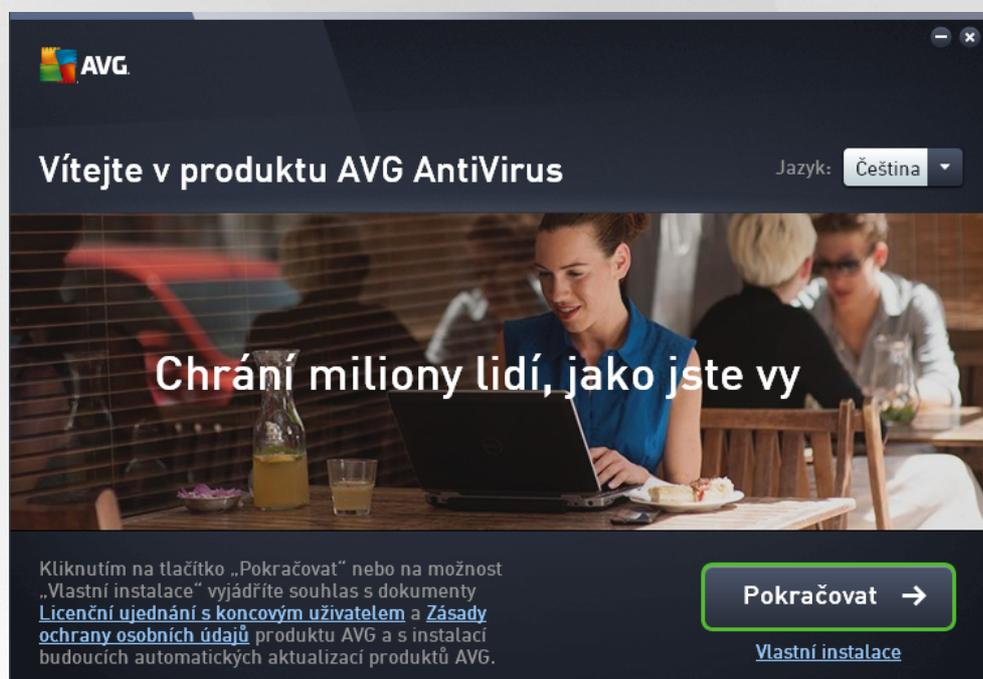 AVG
Vítejte v produktu AVG AntiVirus
Jazyk: Čeština
Chrání miliony lidí, jako jste vy
Kliknutím na tlačítko „Pokračovat“ nebo na možnost
„Vlastní instalace“ vyjádříte souhlas s dokumenty
Licenční ujednání s koncovým uživatelem a Zásady
ochrany osobních údajů produktu AVG a s instalací
budoucích automatických aktualizací produktů AVG.
Pokračovat →
Vlastní instalace